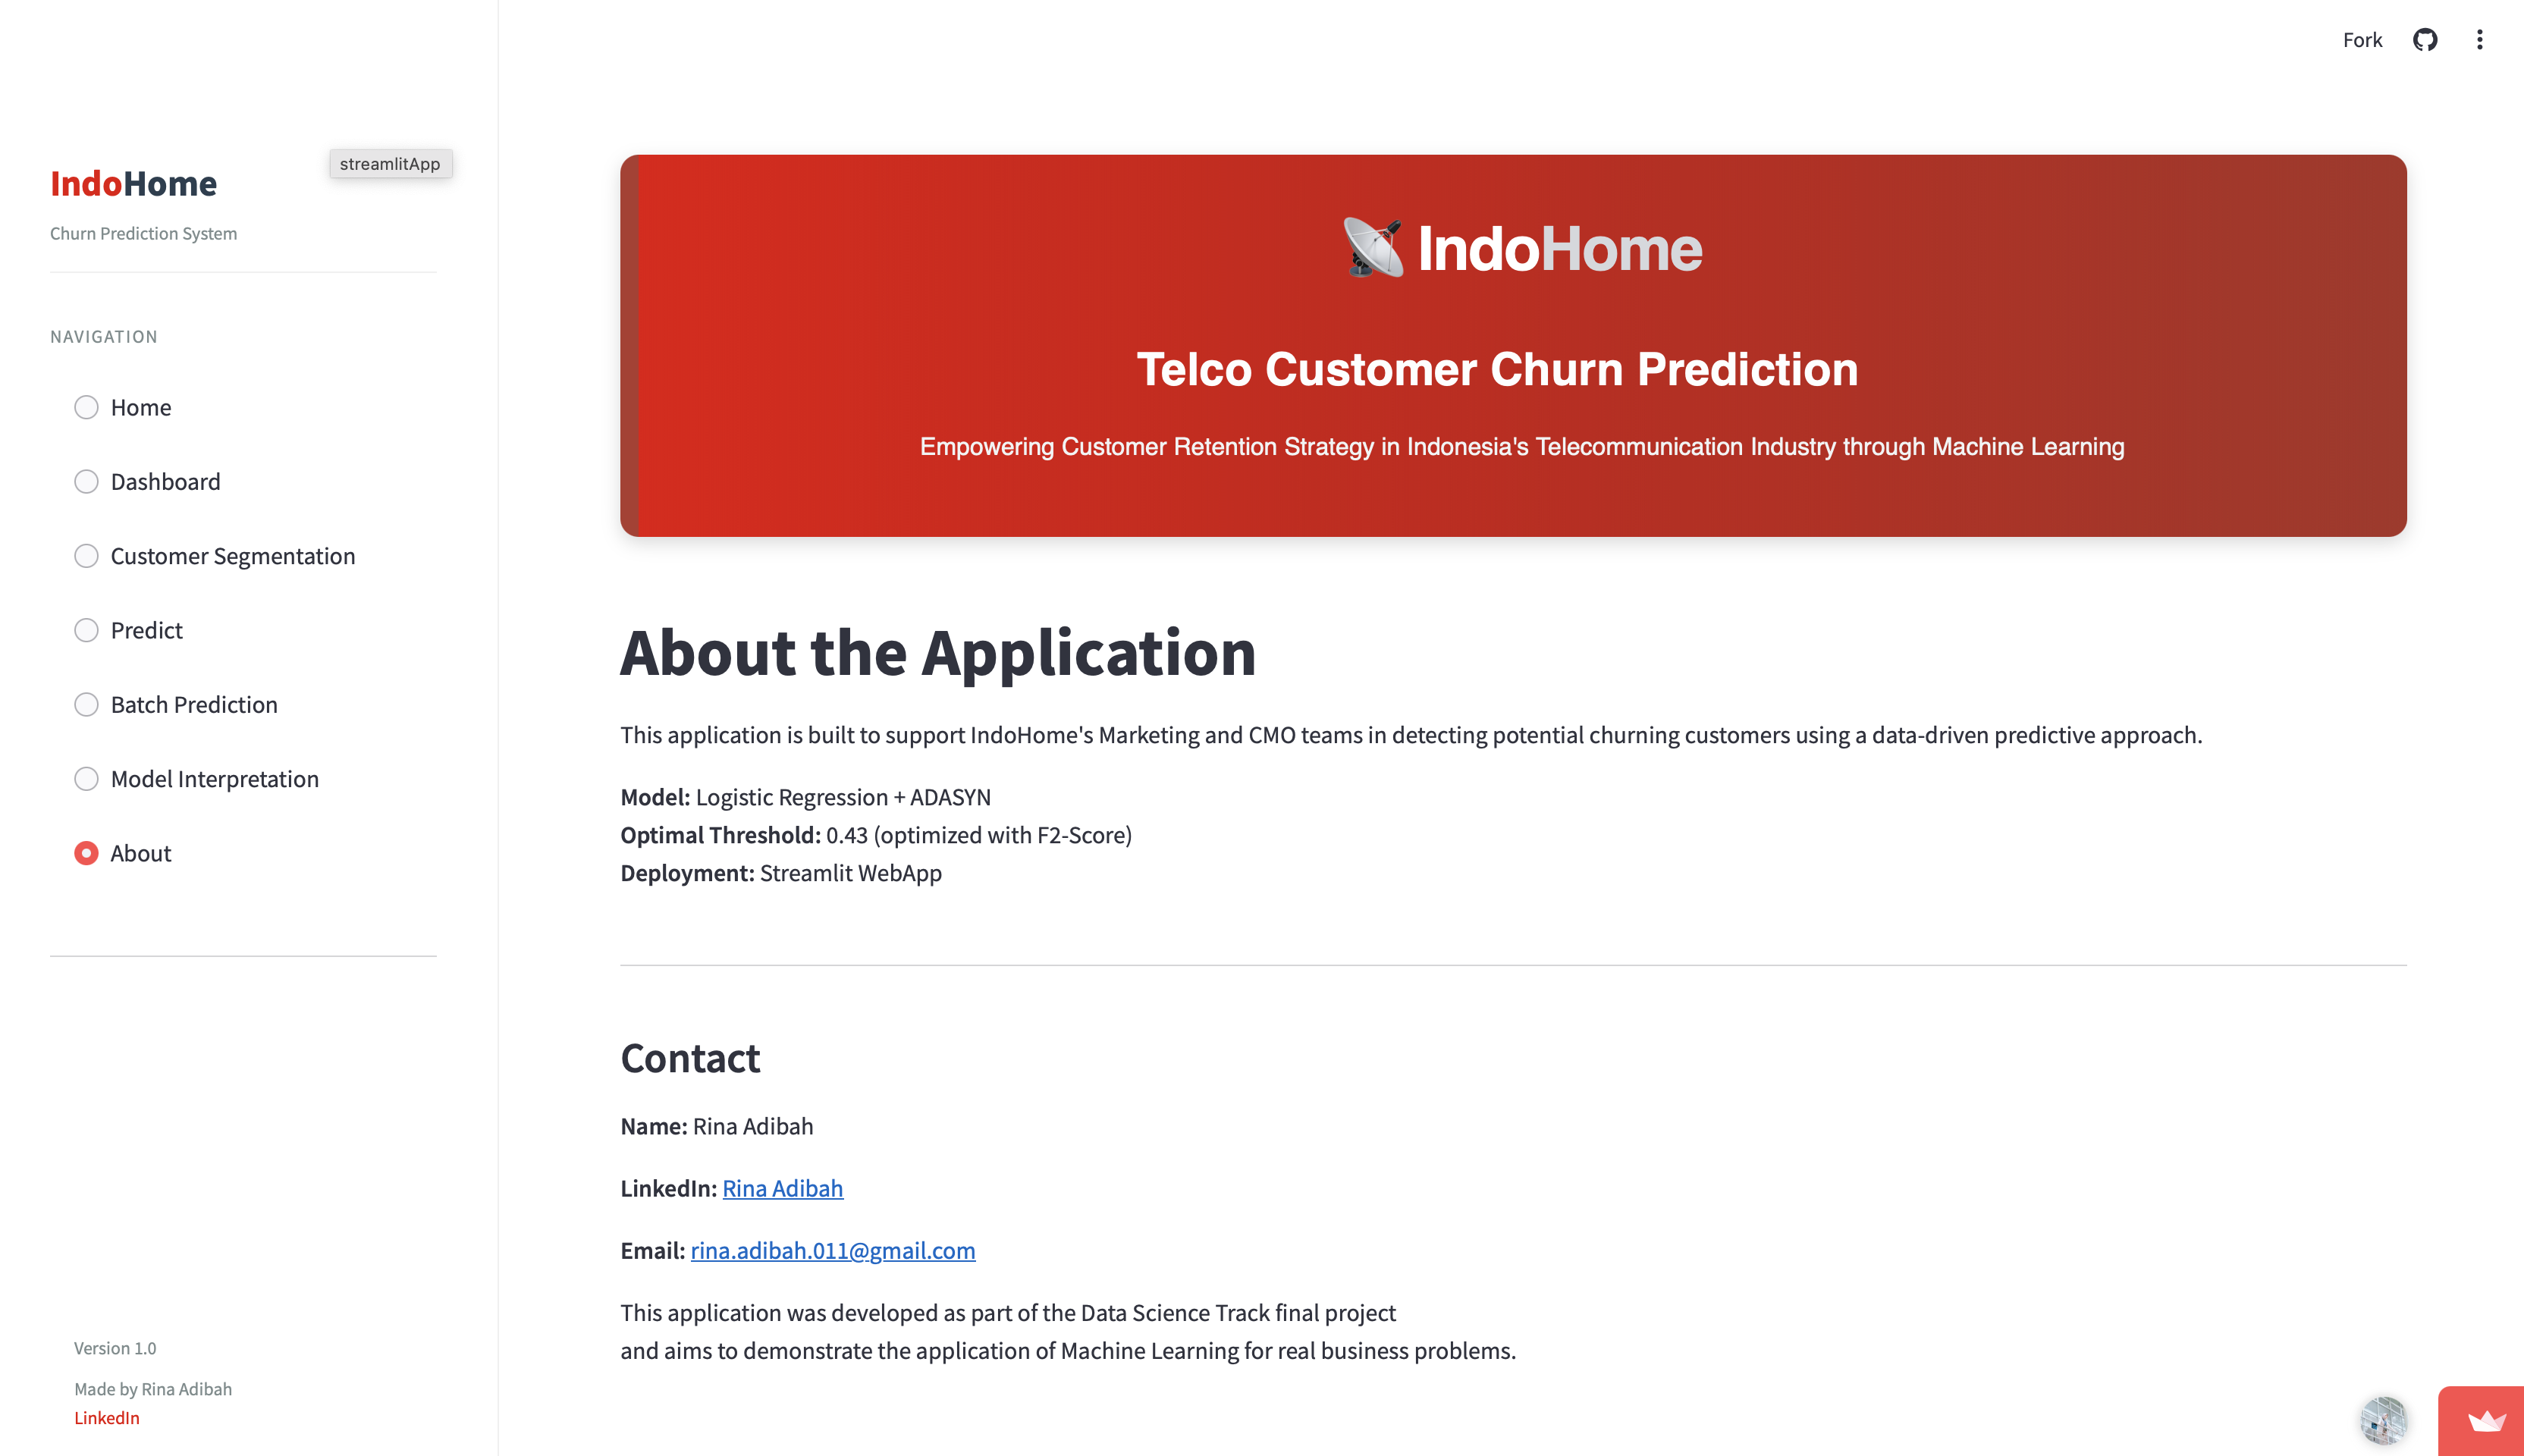 Fork
streamlitApp
IndoHome
Churn Prediction System
NAVIGATION
Home
Dashboard
Customer Segmentation
Predict
Batch Prediction
Model Interpretation
About
Version 1.0
Made by Rina Adibah
LinkedIn
IndoHome
Telco Customer Churn Prediction
Empowering Customer Retention Strategy in Indonesia's Telecommunication Industry through Machine Learning
About the Application
This application is built to support IndoHome's Marketing and CMO teams in detecting potential churning customers using a data-driven predictive approach.
Model: Logistic Regression + ADASYN
Optimal Threshold: 0.43 (optimized with F2-Score)
Deployment: Streamlit WebApp
Contact
Name: Rina Adibah
LinkedIn: Rina Adibah
Email: rina.adibah.011@gmail.com
This application was developed as part of the Data Science Track final project
and aims to demonstrate the application of Machine Learning for real business problems.